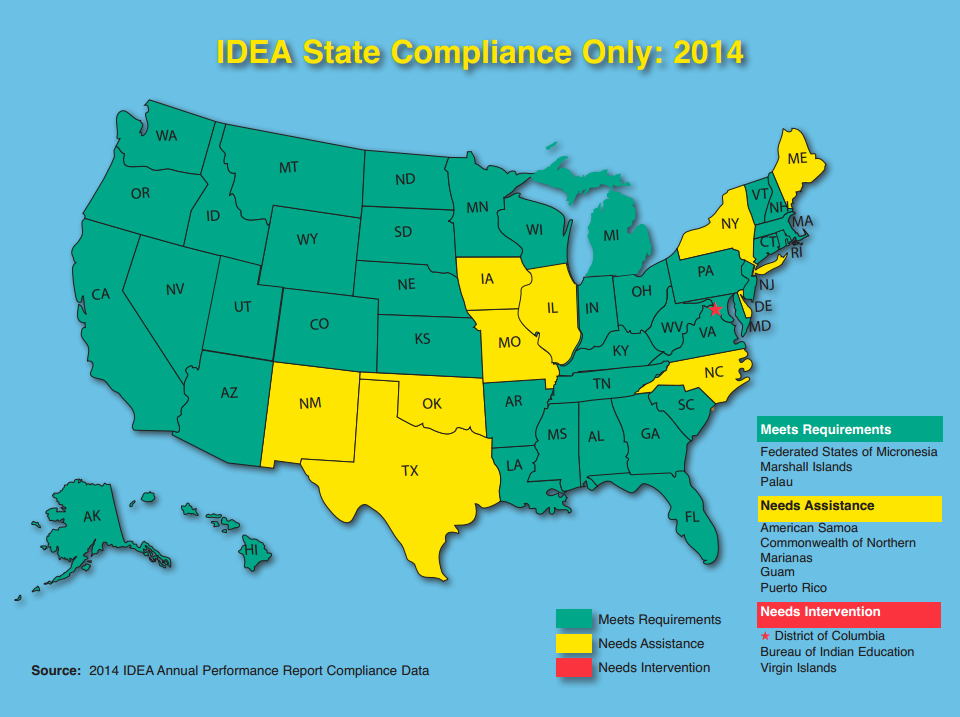 IDEA State Compliance Only: 2014
WA
MT
ND
MN
OR
ID
WY
SD
WI
MI
ME
VT
NH
NY
MA
CT
RI
CA
NV
UT
CO
NE
IA
IL
IN
OH
PA
NJ
DE
MD
WV
VA
KS
MO
KY
AZ
NM
OK
AR
TN
NC
SC
TX
LA
MS
AL
GA
FL
AK
HI
Meets Requirements
Federated States of Micronesia
Marshall Islands
Palau
Needs Assistance
American Samoa
Commonwealth of Northern
Marianas
Guam
Puerto Rico
Needs Intervention
District of Columbia
Bureau of Indian Education
Virgin Islands
Meets Requirements
Needs Assistance
Needs Intervention
Source: 2014 IDEA Annual Performance Report Compliance Data